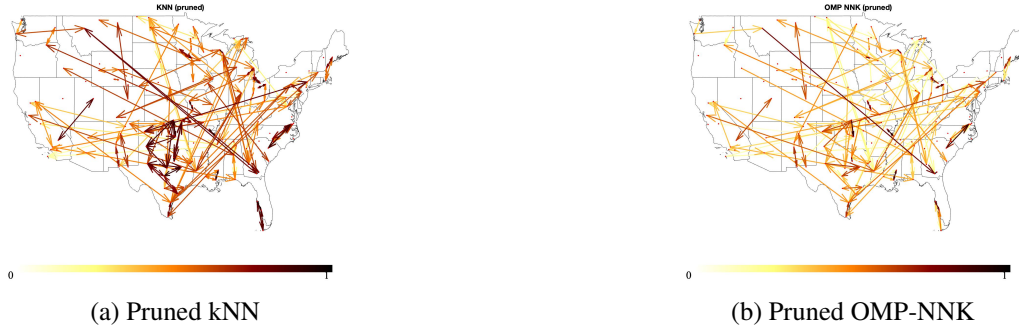 KNN (pruned)
0 1
(a) Pruned kNN
OMP NNK (pruned)
0 1
(b) Pruned OMP-NNK